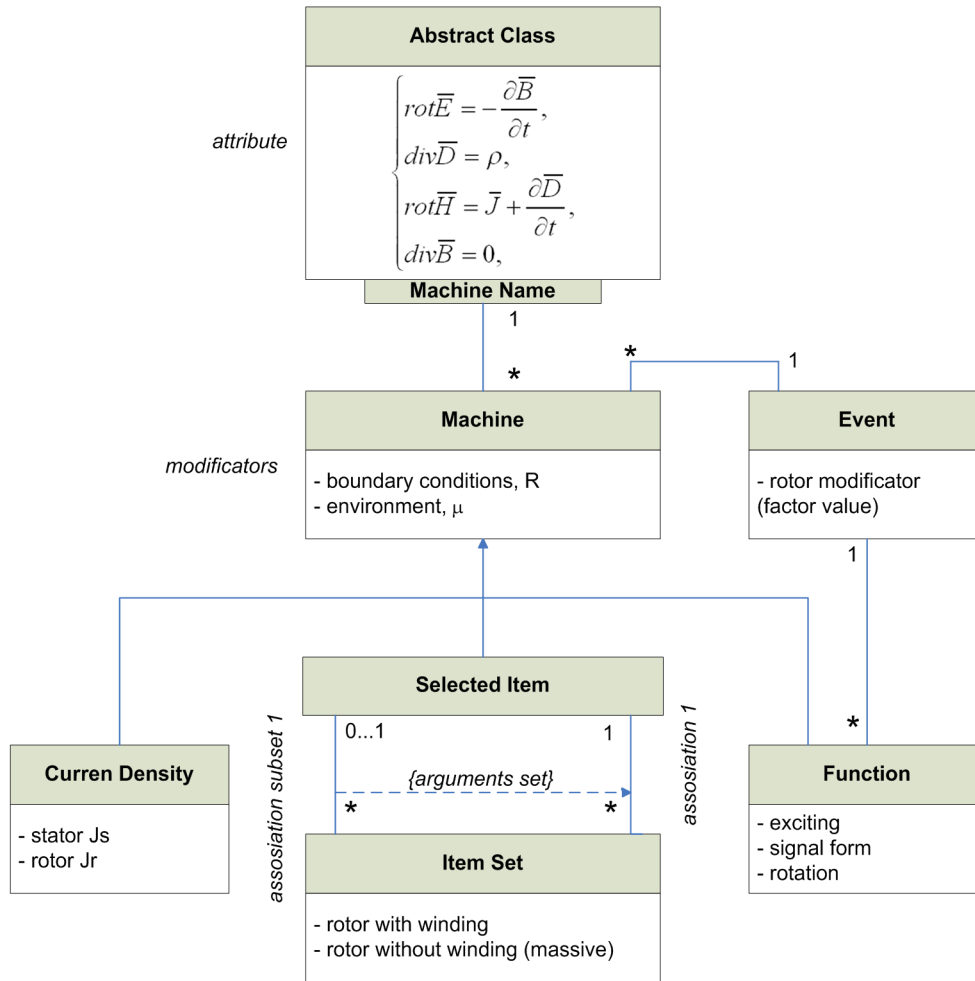 Abstract Class
attribute
rotE̅ = -∂B̅/∂t,
divD̅ = ρ,
rotH̅ = J̅ + ∂D̅/∂t,
divB̅ = 0,
Machine Name
1
*
*
1
Machine
Event
modificators
- boundary conditions, R
- environment, μ
- rotor modificator
(factor value)
1
Selected Item
assosiation subset 1
0...1
1
assosiation 1
*
{arguments set}
*
*
Curren Density
- stator Js
- rotor Jr
Function
- exciting
- signal form
- rotation
Item Set
- rotor with winding
- rotor without winding (massive)